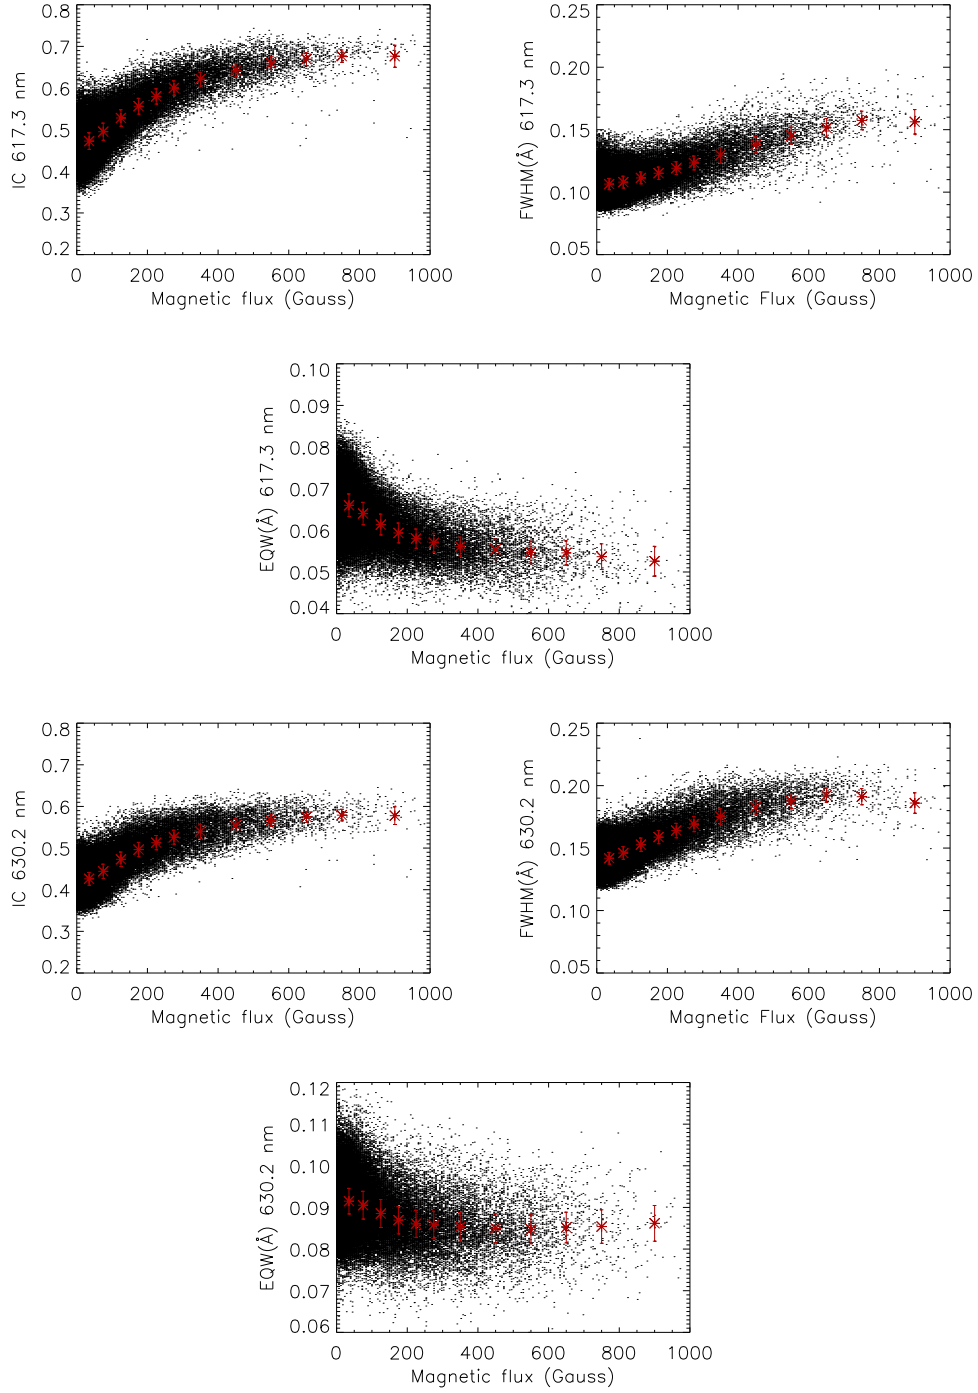 0.8
0.7
0.6
0.5
0.4
0.3
0.2
IC 617.3 nm
0 200 400 600 800 1000
Magnetic flux (Gauss)
0.25
0.20
0.15
0.10
0.05
FWHM(Å) 617.3 nm
0 200 400 600 800 1000
Magnetic Flux (Gauss)
0.10
0.09
0.08
0.07
0.06
0.05
0.04
EQW(Å) 617.3 nm
0 200 400 600 800 1000
Magnetic flux (Gauss)
0.8
0.7
0.6
0.5
0.4
0.3
0.2
IC 630.2 nm
0 200 400 600 800 1000
Magnetic flux (Gauss)
0.25
0.20
0.15
0.10
0.05
FWHM(Å) 630.2 nm
0 200 400 600 800 1000
Magnetic Flux (Gauss)
0.12
0.11
0.10
0.09
0.08
0.07
0.06
EQW(Å) 630.2 nm
0 200 400 600 800 1000
Magnetic flux (Gauss)